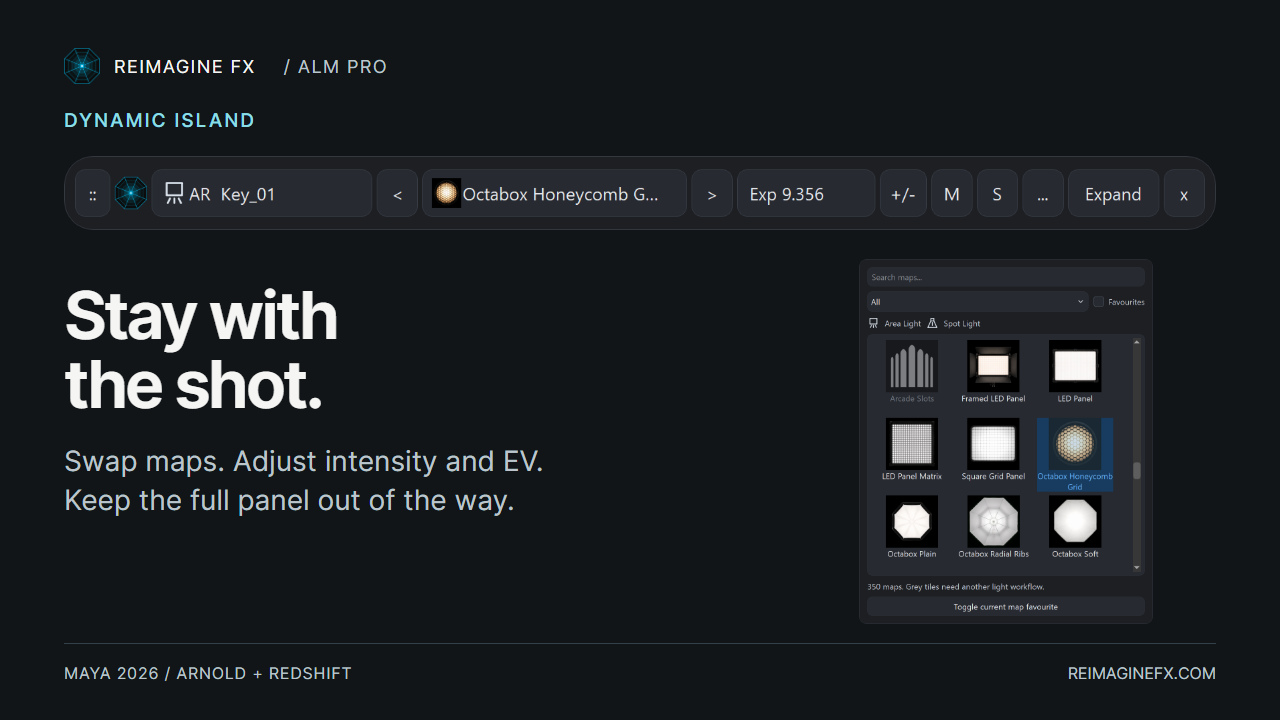 REIMAGINE FX / ALM PRO
DYNAMIC ISLAND
:: AR Key_01 < Octabox Honeycomb G... > Exp 9.356 +/- M S ... Expand x
Stay with
the shot.
Swap maps. Adjust intensity and EV.
Keep the full panel out of the way.
Search maps...
All Favourites
Area Light Spot Light
Arcade Slots Framed LED Panel LED Panel
LED Panel Matrix Square Grid Panel Octabox Honeycomb
Grid
Octabox Plain Octabox Radial Ribs Octabox Soft
350 maps. Grey tiles need another light workflow.
Toggle current map favourite
MAYA 2026 / ARNOLD + REDSHIFT
REIMAGINEFX.COM